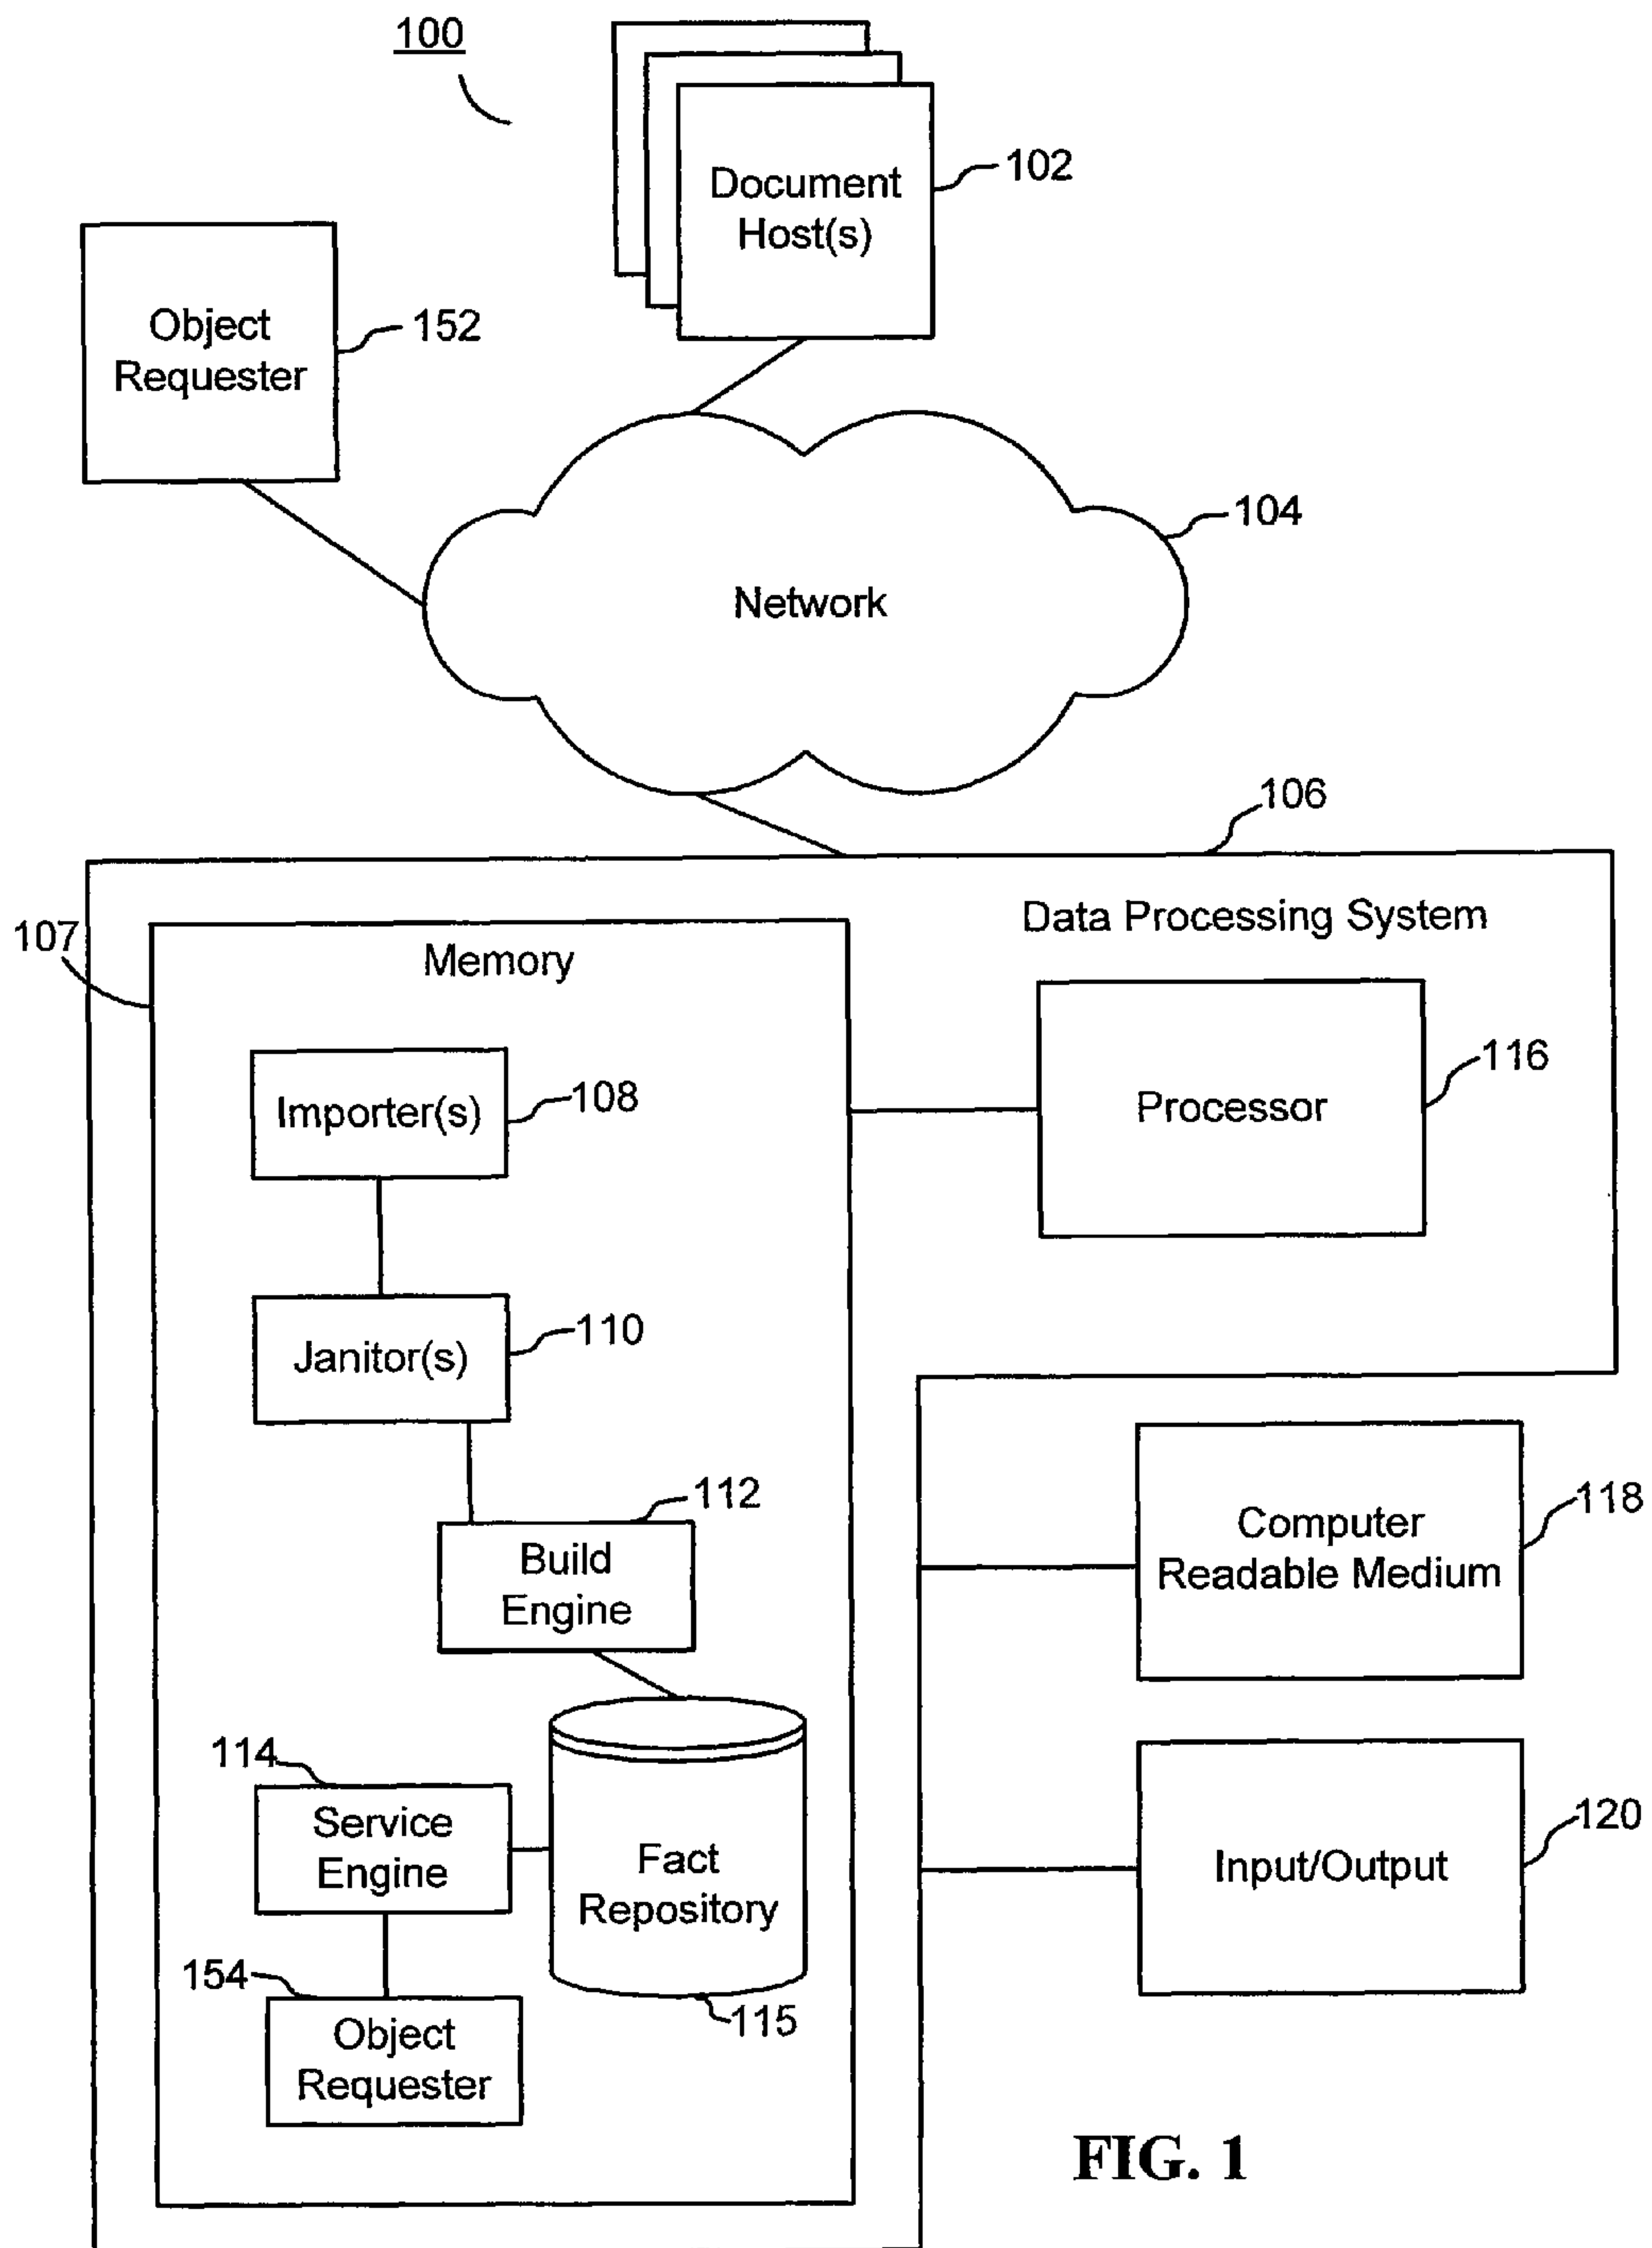 100
Document
Host(s)
102
Object
Requester
152
104
Network
106
Data Processing System
107
Memory
Importer(s)
108
Processor
116
Janitor(s)
110
112
Build
Engine
Computer
Readable Medium
118
114
Service
Engine
Fact
Repository
115
Input/Output
120
154
Object
Requester
FIG. 1